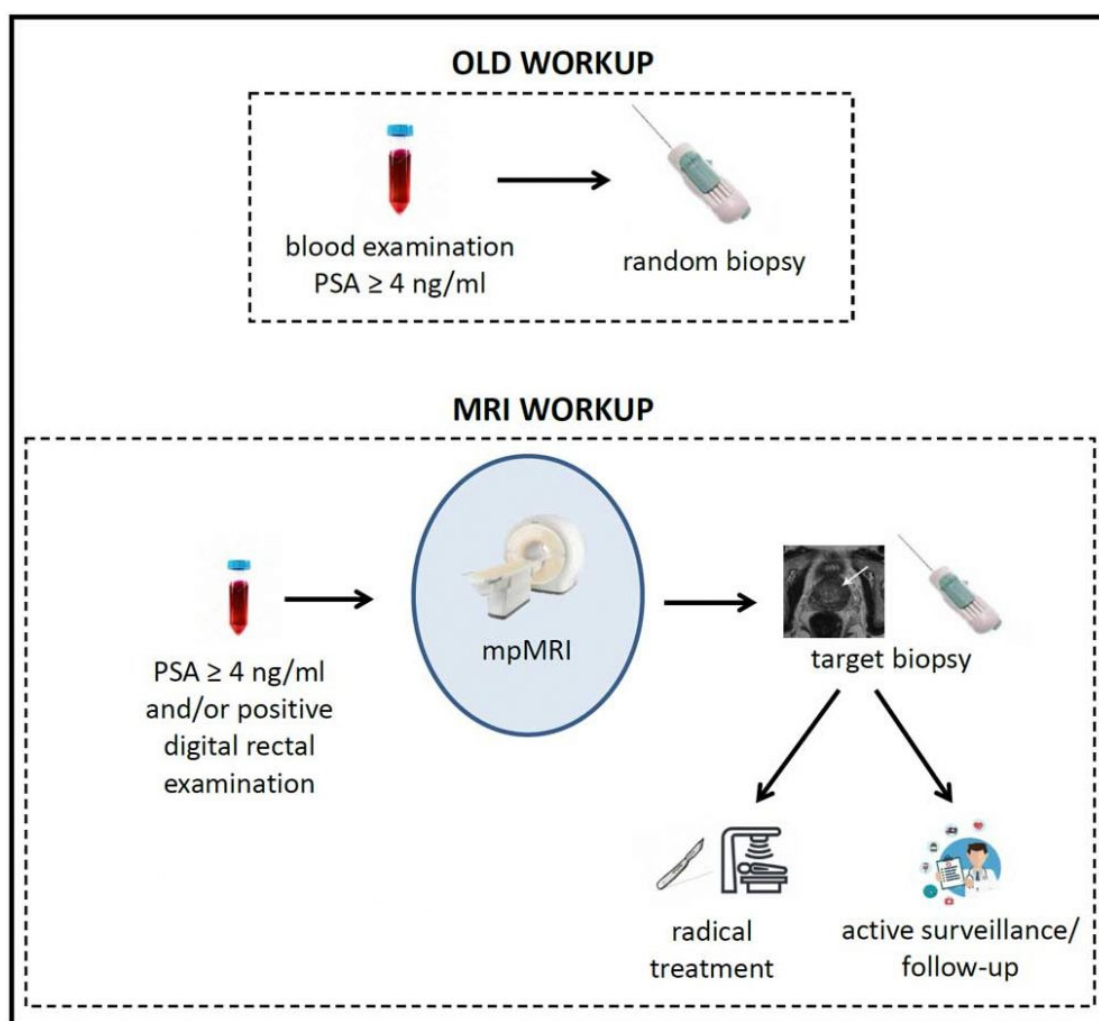 OLD WORKUP
blood examination
PSA ≥ 4 ng/ml
random biopsy
MRI WORKUP
PSA ≥ 4 ng/ml
and/or positive
digital rectal
examination
mpMRI
target biopsy
radical
treatment
active surveillance/
follow-up